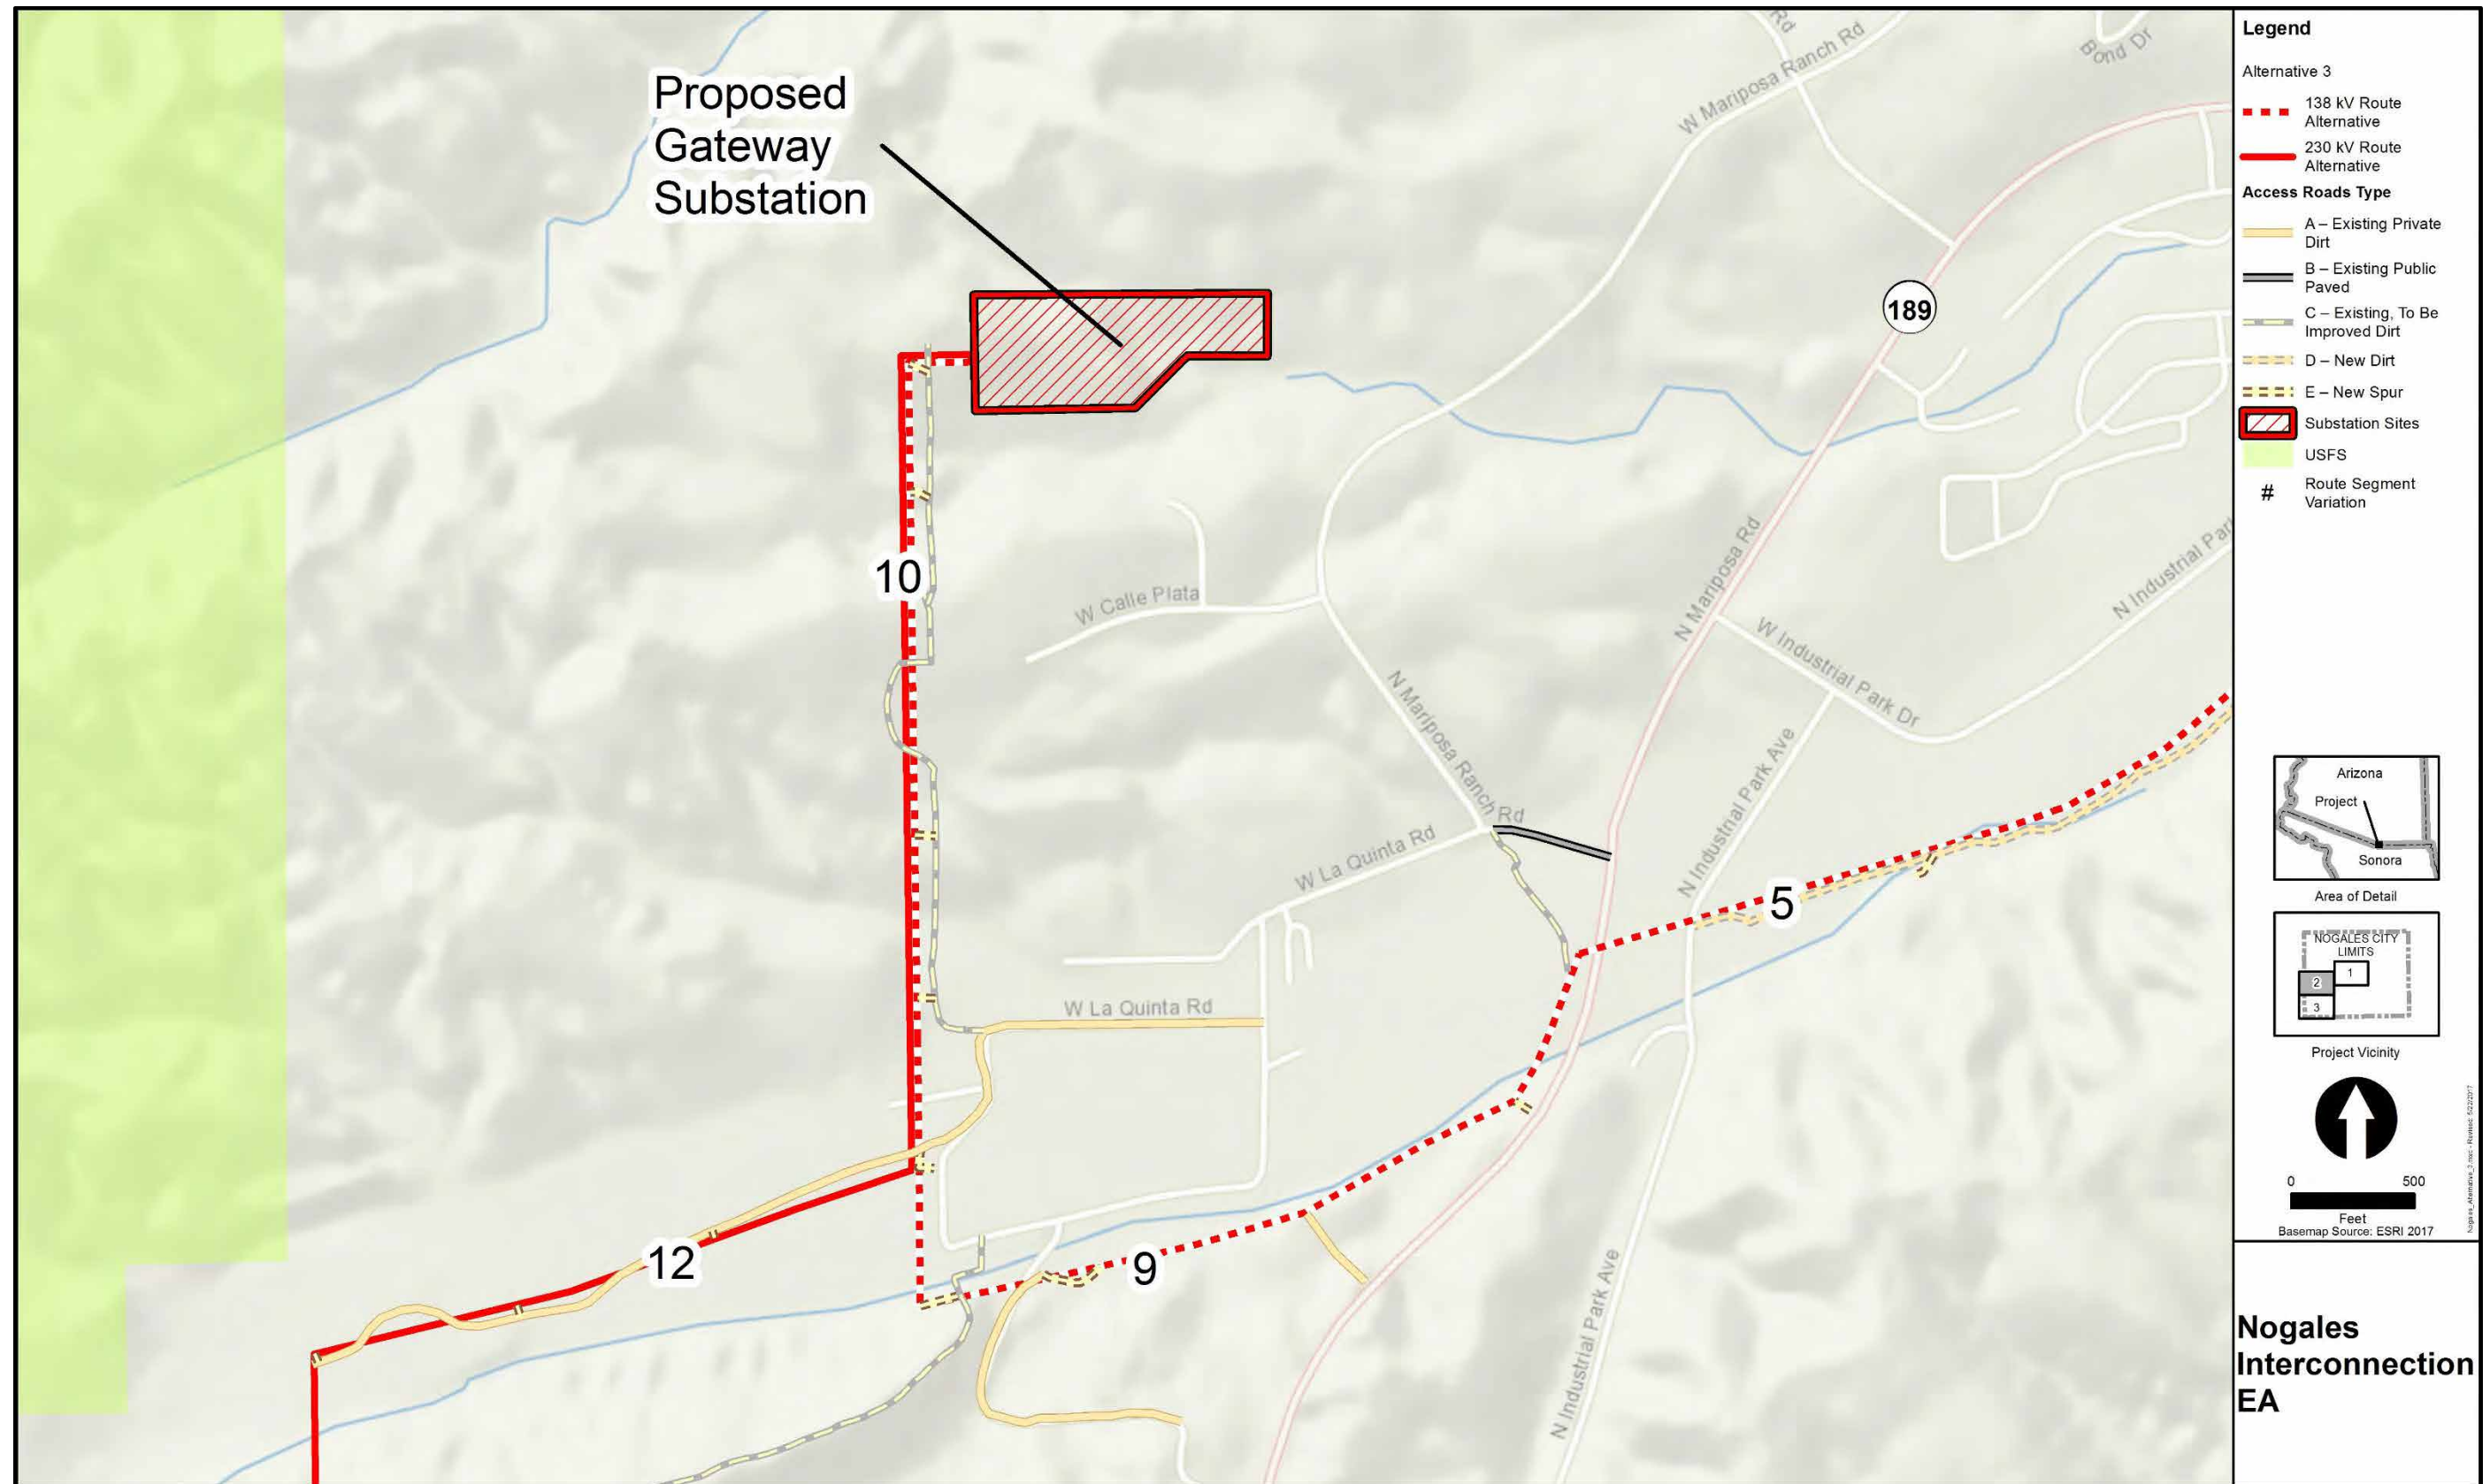 Proposed
Gateway
Substation
Rd
W Mariposa Ranch Rd
Bond Dr
189
10
W Calle Plata
N Mariposa Rd
W Industrial Park Dr
N Industrial Par
N Mariposa Ranch Rd
N Industrial Park Ave
W La Quinta Rd
5
W La Quinta Rd
12
9
N Industrial Park Ave
Legend
Alternative 3
138 kV Route
Alternative
230 kV Route
Alternative
Access Roads Type
A – Existing Private
Dirt
B – Existing Public
Paved
C – Existing, To Be
Improved Dirt
D – New Dirt
E – New Spur
Substation Sites
USFS
# Route Segment
Variation
Arizona
Project
Sonora
Area of Detail
NOGALES CITY
LIMITS
1
2
3
Project Vicinity
0 500
Feet
Basemap Source: ESRI 2017
Nogales
Interconnection
EA